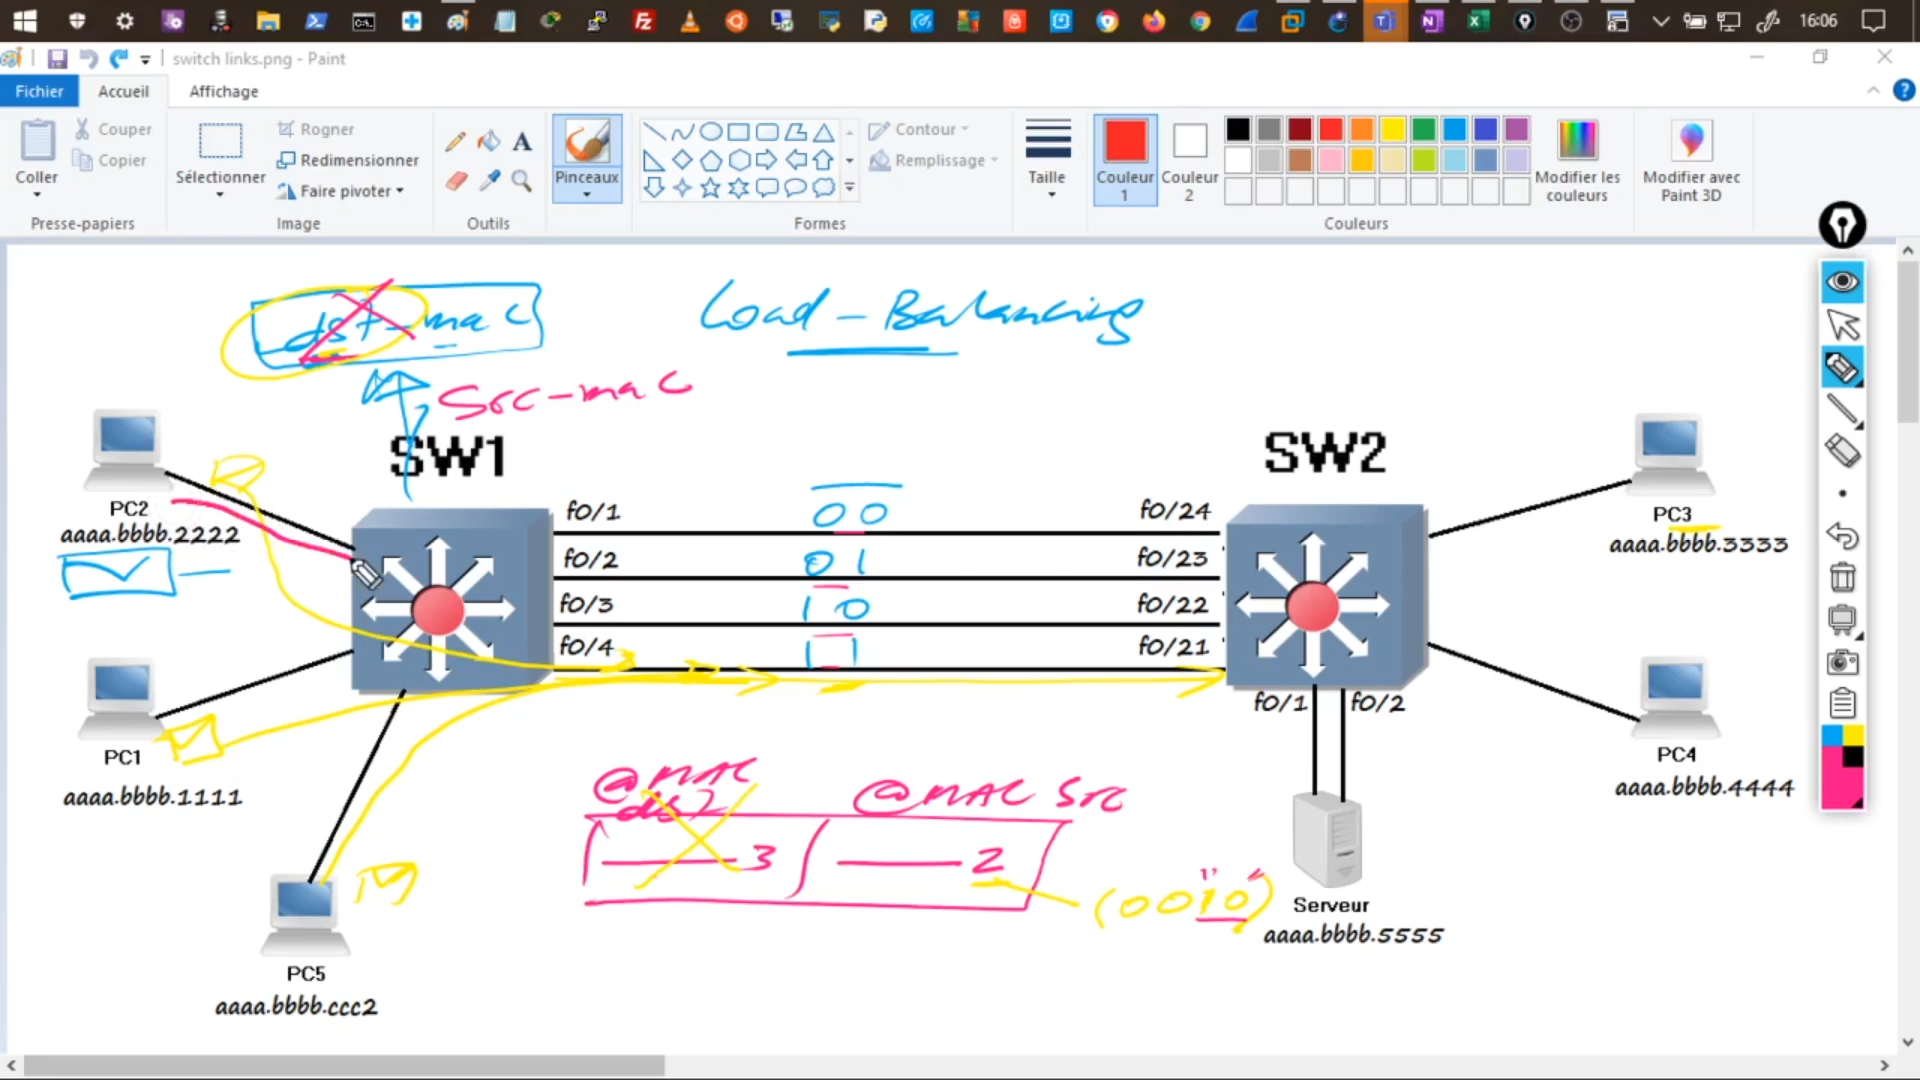 16:06
switch links.png - Paint
Fichier
Accueil
Affichage
Coller
Couper
Copier
Presse-papiers
Sélectionner
Rogner
Redimensionner
Faire pivoter
Image
A
Outils
Pinceaux
Contour
Remplissage
Formes
Taille
Couleur
1
Couleur
2
Couleurs
Modifier les
couleurs
Modifier avec
Paint 3D
dst-mac
Load-Balancing
Src-mac
SW1
SW2
PC2
aaaa.bbbb.2222
PC1
aaaa.bbbb.1111
PC5
aaaa.bbbb.ccc2
f0/1
00
f0/24
f0/2
01
f0/23
f0/3
10
f0/22
f0/4
11
f0/21
f0/1
f0/2
PC3
aaaa.bbbb.3333
PC4
aaaa.bbbb.4444
@MAC
dst
@MAC Src
3
2
(0010)
Serveur
aaaa.bbbb.5555